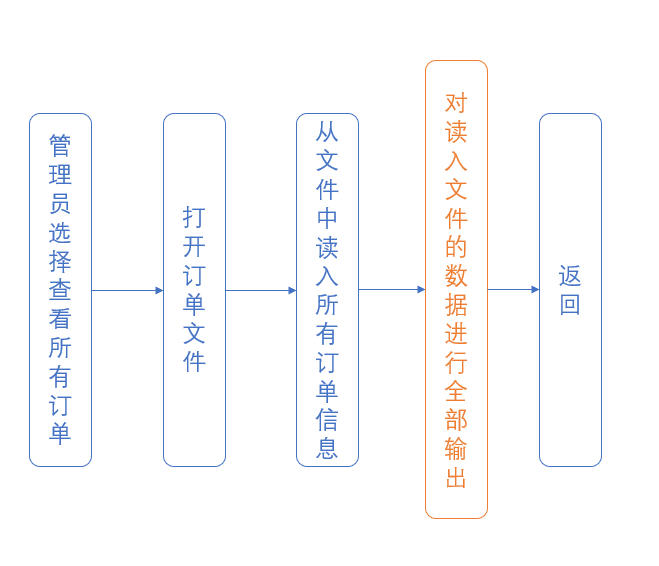 管理员选择查看所有订单
打开订单文件
从文件中读入所有订单信息
对读入文件的数据进行全部输出
返回